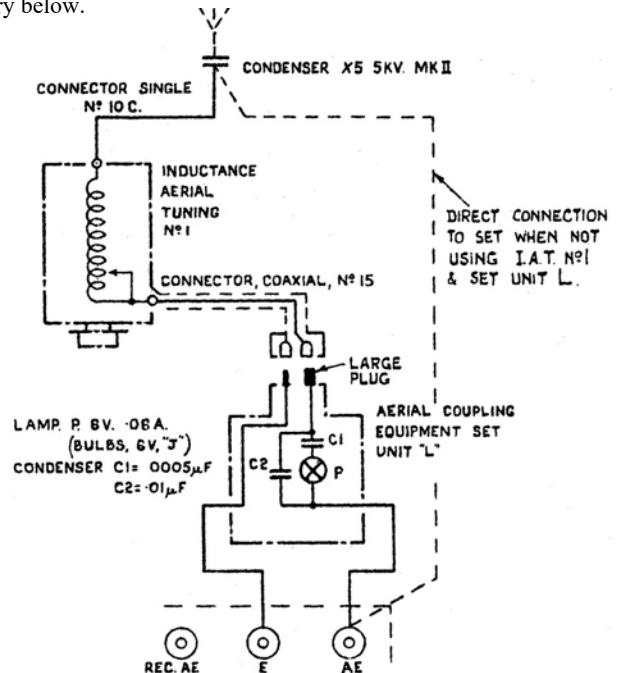 ry below.
CONDENSER X5 5KV. MK II
CONNECTOR SINGLE
Nº 10 C.
INDUCTANCE
AERIAL
TUNING
Nº 1
DIRECT CONNECTION
TO SET WHEN NOT
USING I.A.T. Nº1
& SET UNIT L.
CONNECTOR, COAXIAL, Nº 15
LARGE
PLUG
AERIAL COUPLING
EQUIPMENT SET
UNIT "L"
LAMP. P. 6V. ·06A.
(BULBS, 6V, "J")
CONDENSER C1= 0005µF
C2= ·01µF
C1
C2
P
REC. AE
E
AE